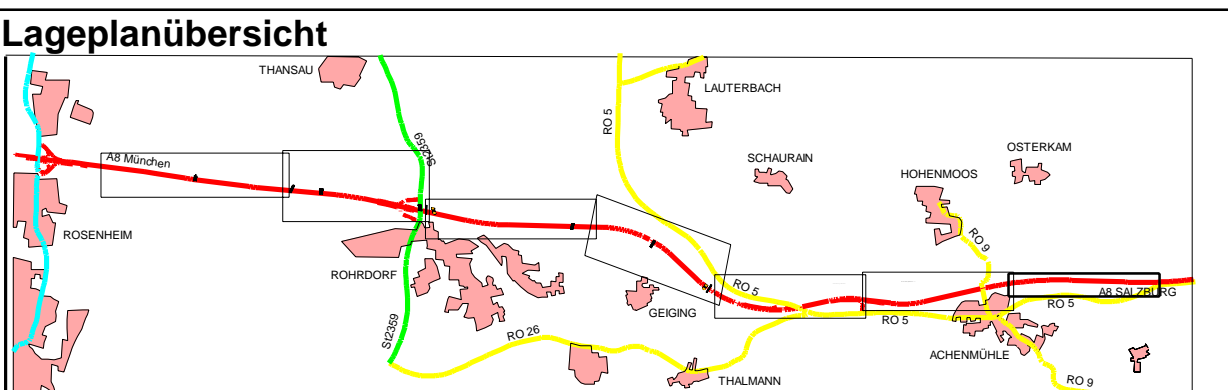 Lageplanübersicht
THANSAU
LAUTERBACH
RO 5
St2359
A8 München
SCHAURAIN
OSTERKAM
HOHENMOOS
ROSENHEIM
RO 9
ROHRDORF
RO 5
A8 SALZBURG
RO 5
GEIGING
RO 5
St2359
RO 26
ACHENMÜHLE
THALMANN
RO 9